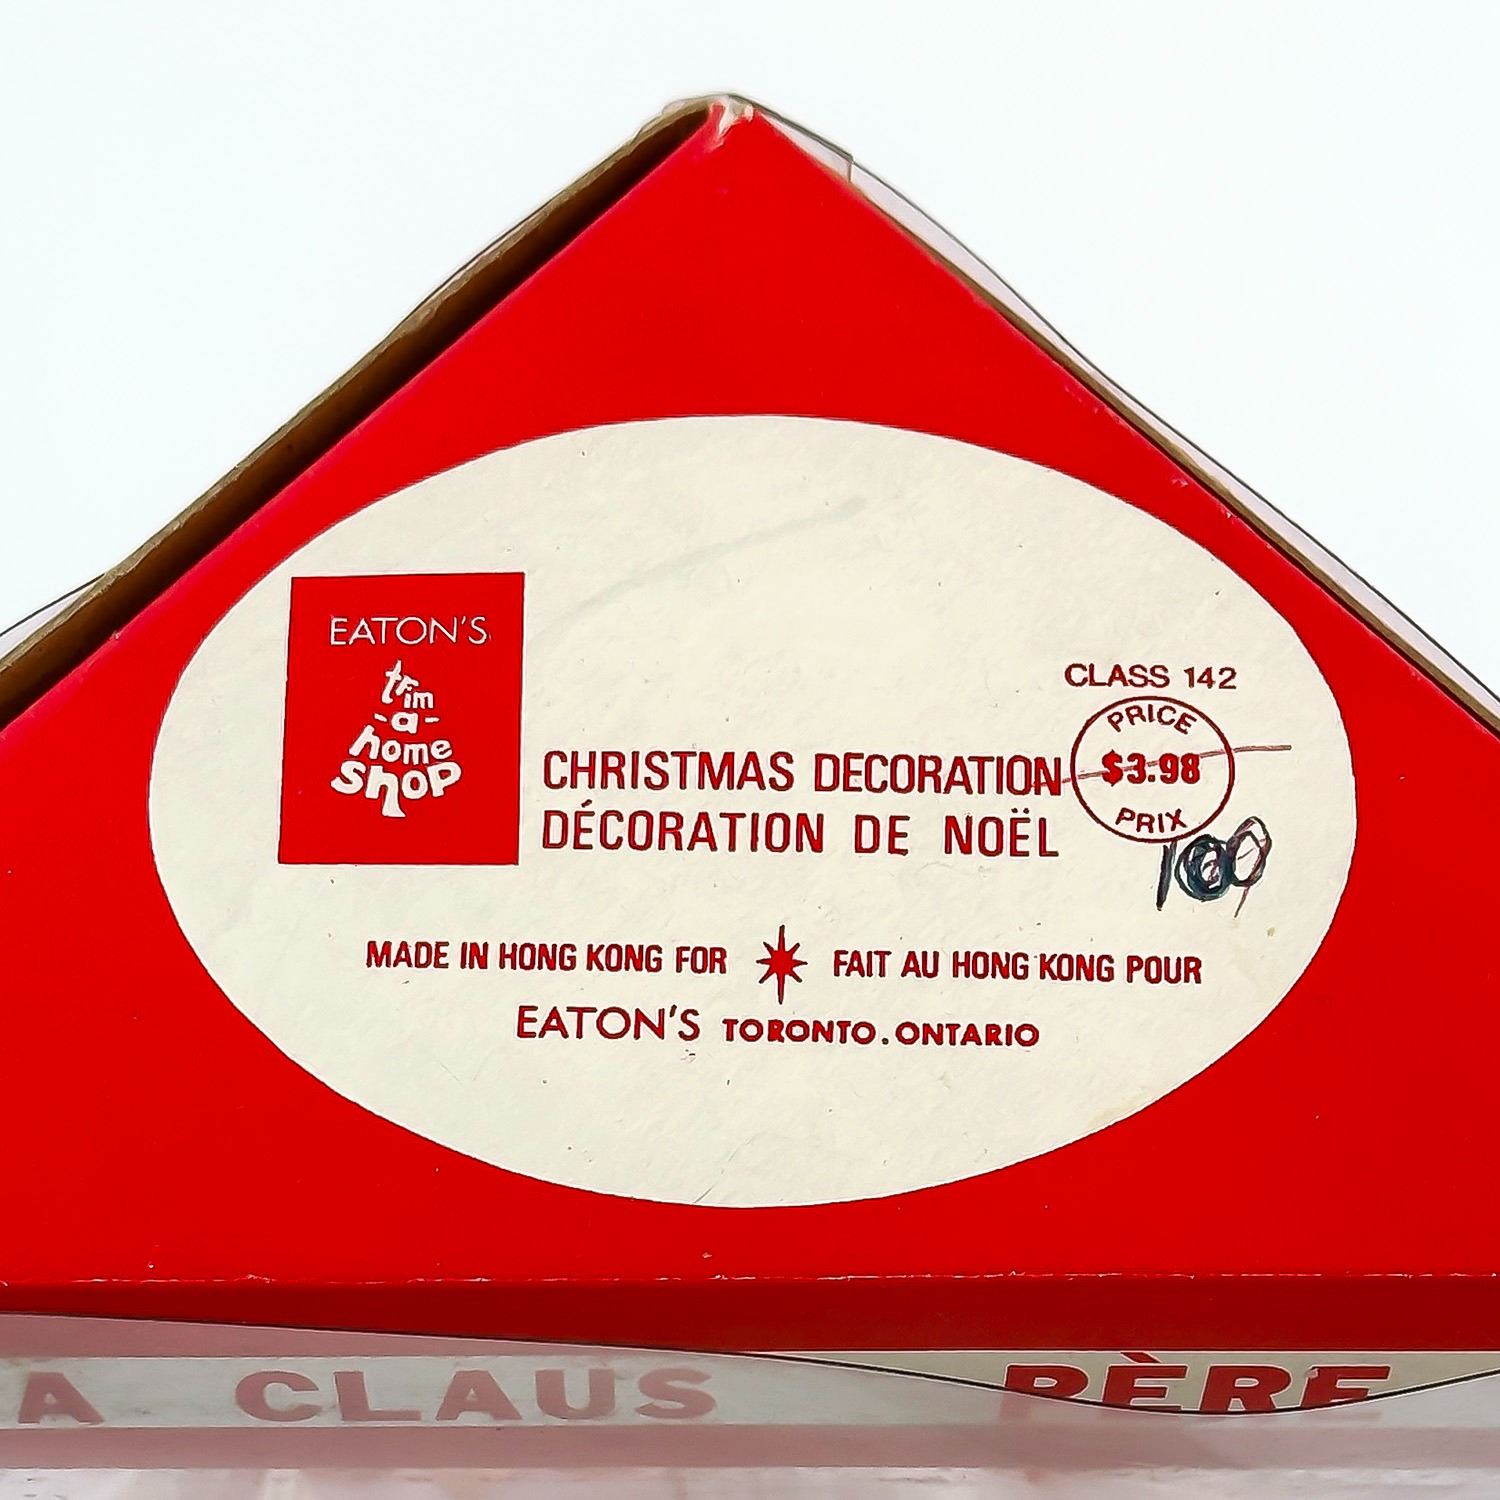 EATON'S
trim
-a-
home
shop
CLASS 142
PRICE
$3.98
PRIX
CHRISTMAS DECORATION
DÉCORATION DE NOËL
100
MADE IN HONG KONG FOR FAIT AU HONG KONG POUR
EATON'S TORONTO.ONTARIO
A CLAUS PÈRE